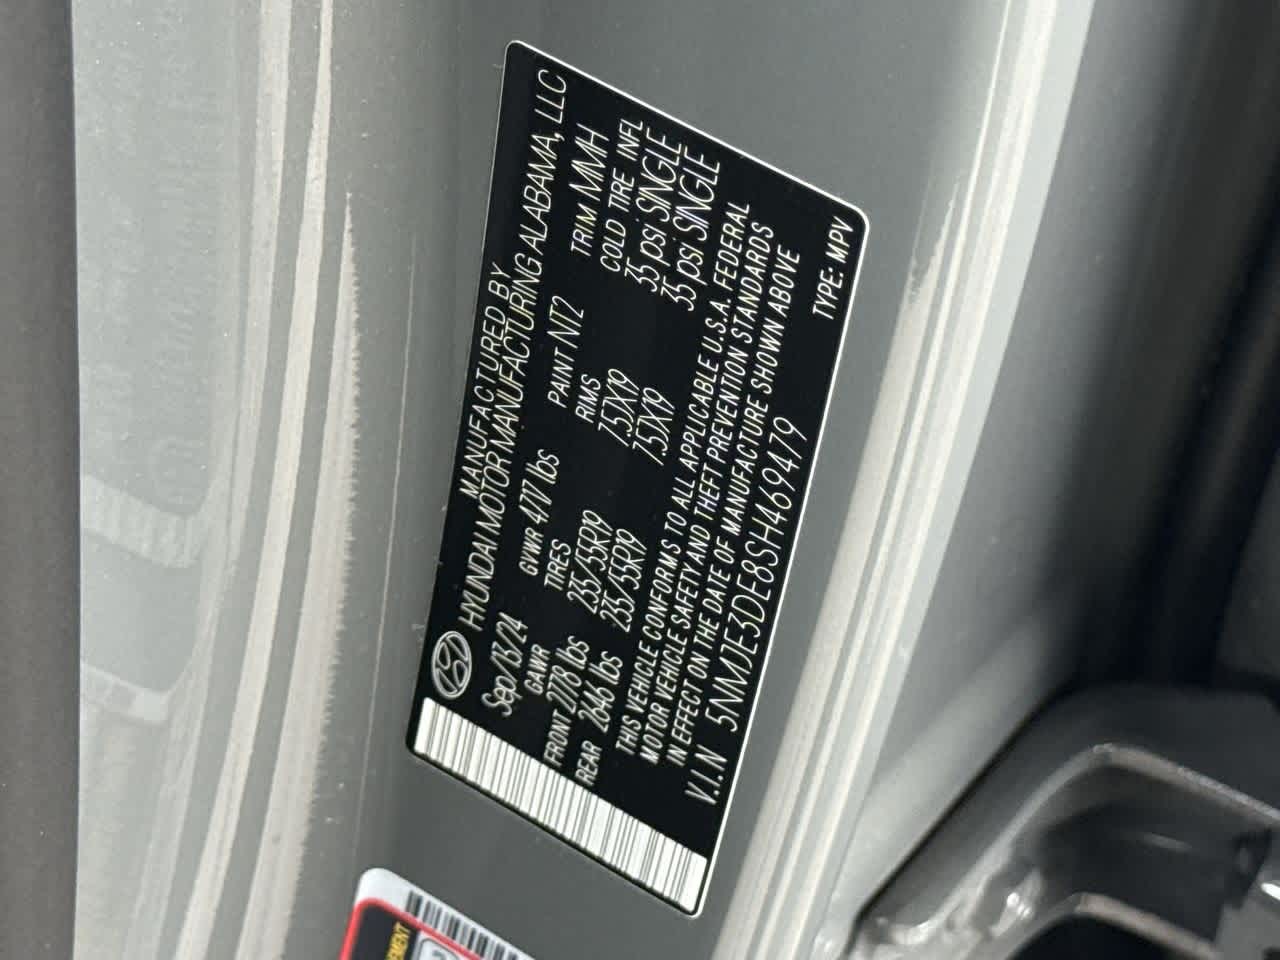 MANUFACTURED BY
HYUNDAI MOTOR MANUFACTURING ALABAMA, LLC
Sep/13/24 GVWR 4777 lbs PAINT NT2 TRIM MMH
GAWR TIRES RIMS COLD TIRE INFL
FRONT 2778 lbs 235/55R19 7.5JX19 35 psi SINGLE
REAR 2646 lbs 235/55R19 7.5JX19 35 psi SINGLE
THIS VEHICLE CONFORMS TO ALL APPLICABLE U.S.A. FEDERAL
MOTOR VEHICLE SAFETY AND THEFT PREVENTION STANDARDS
IN EFFECT ON THE DATE OF MANUFACTURE SHOWN ABOVE
V.I.N 5NMJE3DE8SH469479 TYPE: MPV